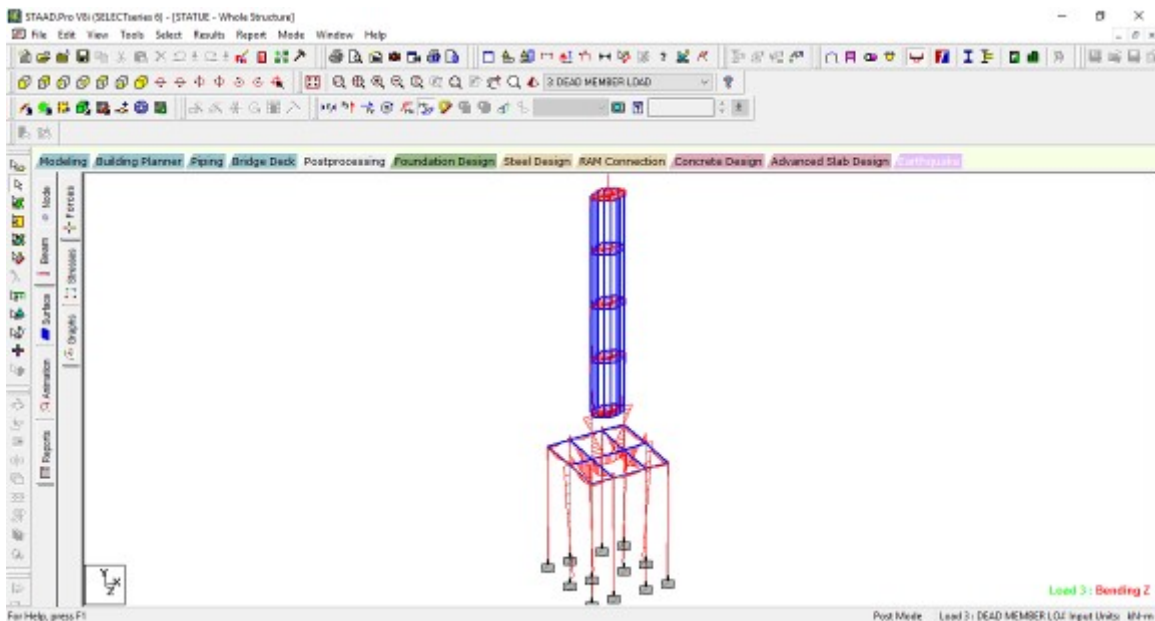 STAAD.Pro V8i (SELECTseries 6) - [STATUE - Whole Structure]
File Edit View Tools Select Results Report Mode Window Help
3: DEAD MEMBER LOAD
Modeling Building Planner Piping Bridge Deck Postprocessing Foundation Design Steel Design RAM Connection Concrete Design Advanced Slab Design Earthquake
Node
Beam
Surface
Animation
Reports
Forces
Stresses
Graphs
Y
X
Z
Load 3 : Bending Z
For Help, press F1
Post Mode Load 3 : DEAD MEMBER LOA Input Units: kN-m